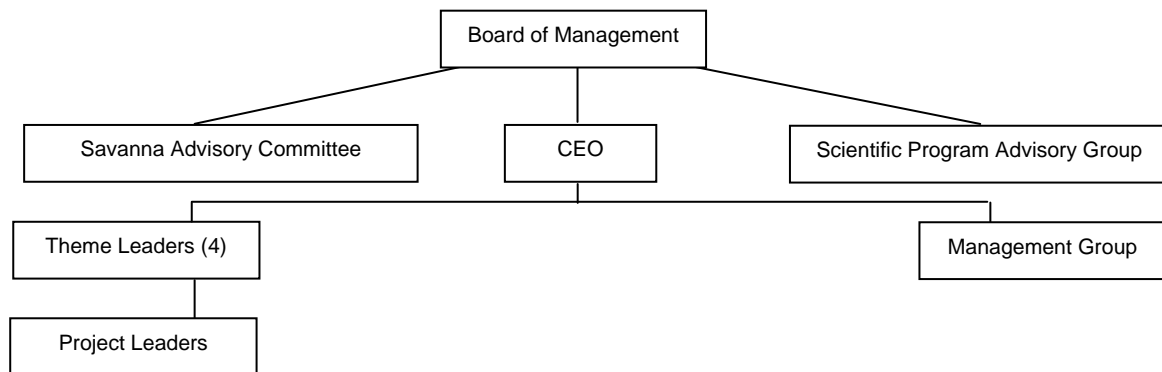 Board of Management
Savanna Advisory Committee
CEO
Scientific Program Advisory Group
Theme Leaders (4)
Management Group
Project Leaders